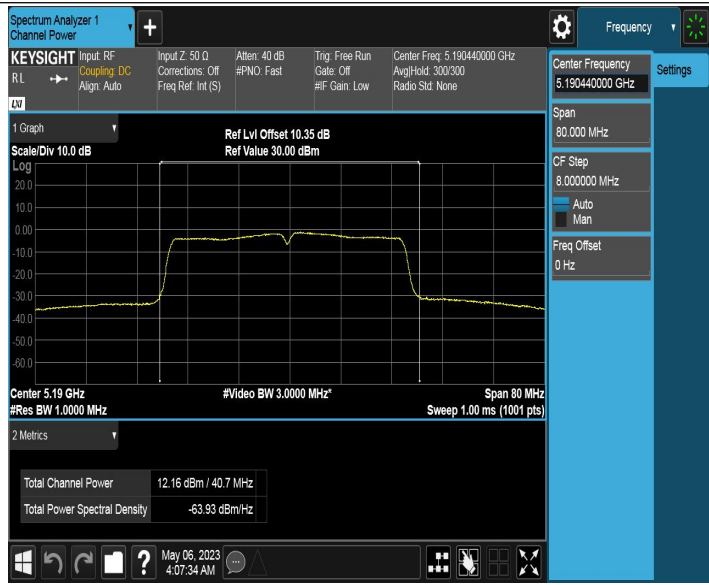 Spectrum Analyzer 1
Channel Power
+
Frequency
KEYSIGHT
RL
LXI
Input: RF
Coupling: DC
Align: Auto
Input Z: 50 Ω
Corrections: Off
Freq Ref: Int (S)
Atten: 40 dB
#PNO: Fast
Trig: Free Run
Gate: Off
#IF Gain: Low
Center Freq: 5.190440000 GHz
Avg|Hold: 300/300
Radio Std: None
Center Frequency
5.190440000 GHz
Settings
Span
80.000 MHz
CF Step
8.000000 MHz
Auto
Man
Freq Offset
0 Hz
1 Graph
Scale/Div 10.0 dB
Ref Lvl Offset 10.35 dB
Ref Value 30.00 dBm
Log
20.0
10.0
0.00
-10.0
-20.0
-30.0
-40.0
-50.0
-60.0
Center 5.19 GHz
#Video BW 3.0000 MHz*
Span 80 MHz
#Res BW 1.0000 MHz
Sweep 1.00 ms (1001 pts)
2 Metrics
Total Channel Power 12.16 dBm / 40.7 MHz
Total Power Spectral Density -63.93 dBm/Hz
?
May 06, 2023
4:07:34 AM